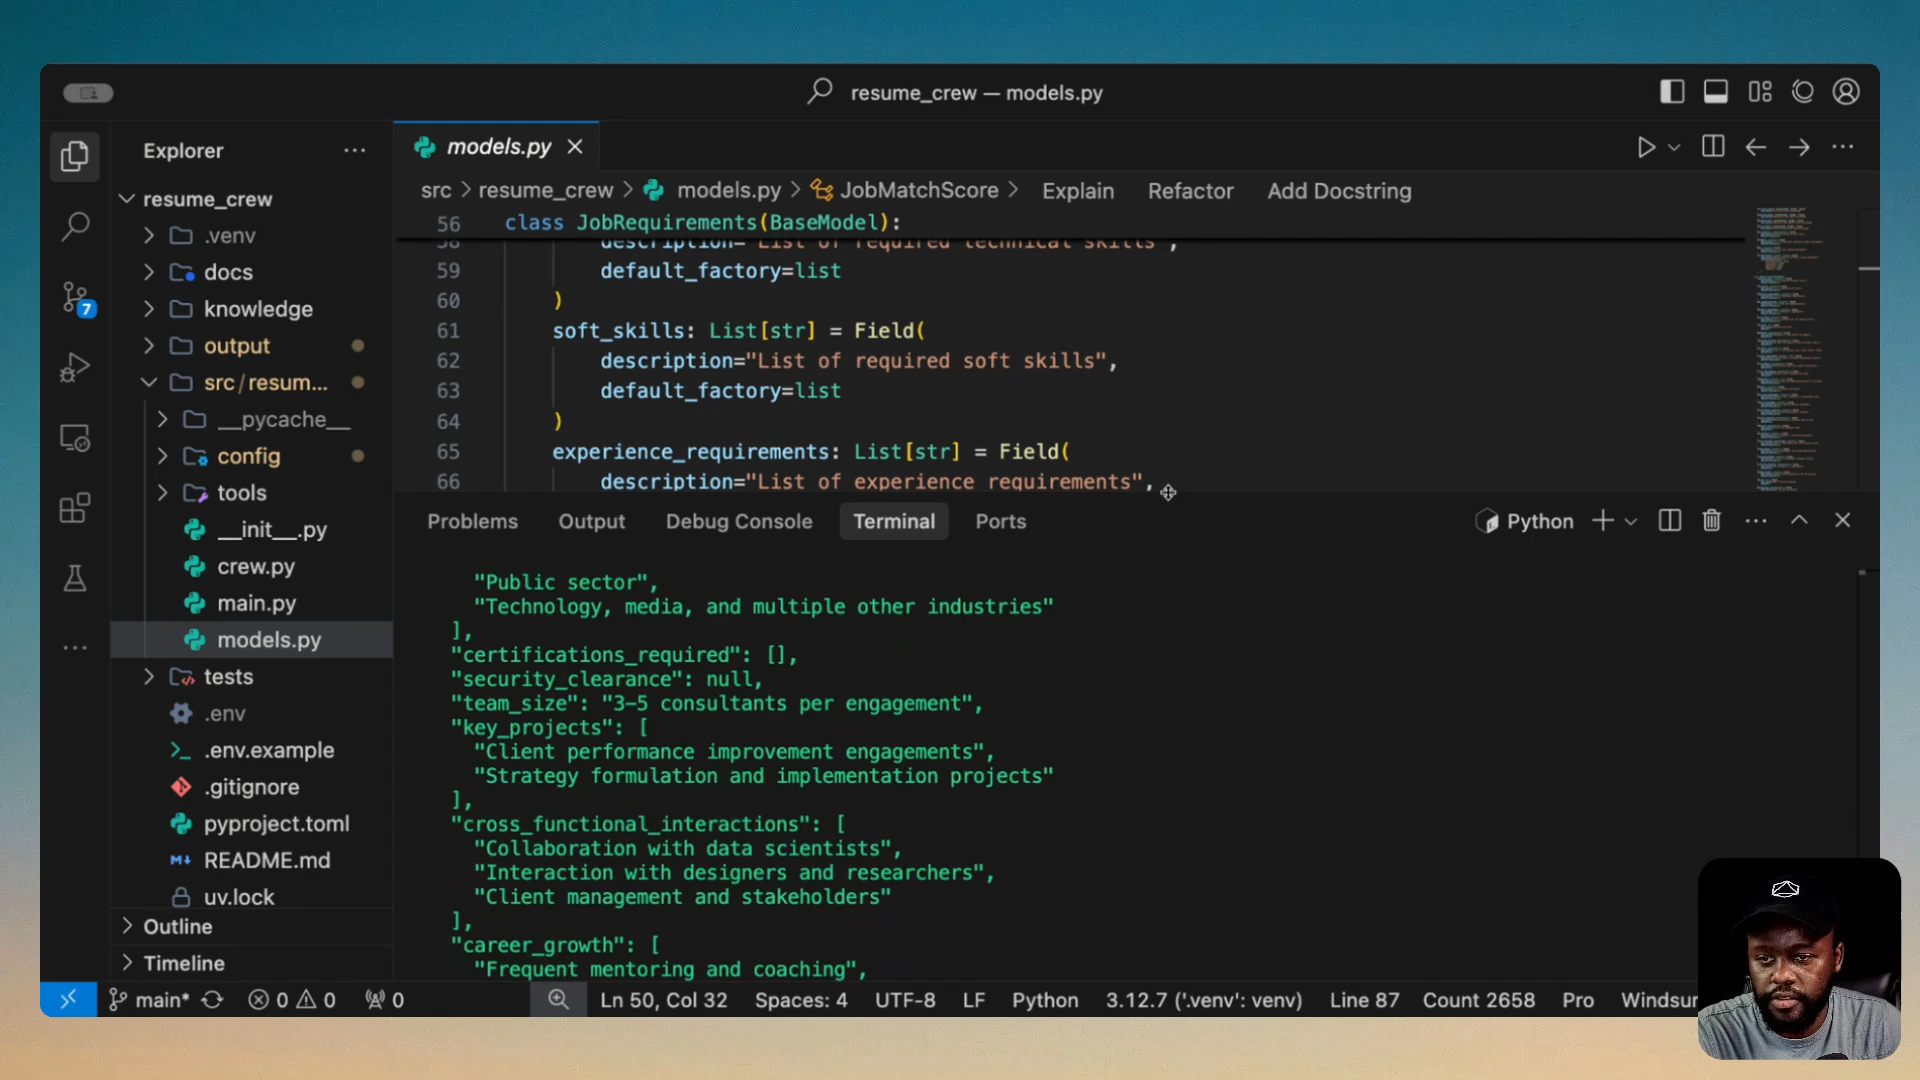 resume_crew — models.py
Explorer
resume_crew
.venv
docs
knowledge
output
src/resum...
__pycache__
config
tools
__init__.py
crew.py
main.py
models.py
tests
.env
.env.example
.gitignore
pyproject.toml
README.md
uv.lock
Outline
Timeline
7
models.py
src > resume_crew > models.py > JobMatchScore > Explain Refactor Add Docstring
56 class JobRequirements(BaseModel):
58 description="List of required technical skills",
59 default_factory=list
60 )
61 soft_skills: List[str] = Field(
62 description="List of required soft skills",
63 default_factory=list
64 )
65 experience_requirements: List[str] = Field(
66 description="List of experience requirements",
Problems Output Debug Console Terminal Ports
Python
"Public sector",
"Technology, media, and multiple other industries"
],
"certifications_required": [],
"security_clearance": null,
"team_size": "3–5 consultants per engagement",
"key_projects": [
"Client performance improvement engagements",
"Strategy formulation and implementation projects"
],
"cross_functional_interactions": [
"Collaboration with data scientists",
"Interaction with designers and researchers",
"Client management and stakeholders"
],
"career_growth": [
"Frequent mentoring and coaching",
main* 0 0 0 Ln 50, Col 32 Spaces: 4 UTF-8 LF Python 3.12.7 ('.venv': venv) Line 87 Count 2658 Pro